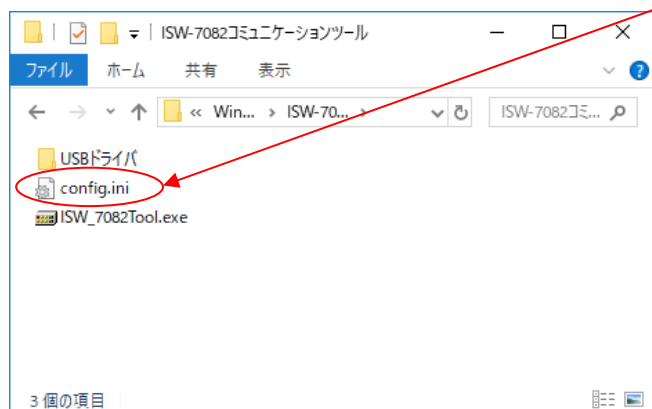 ISW-7082コミュニケーションツール
ファイル ホーム 共有 表示
« Win... > ISW-70... > ISW-7082コミ...
USBドライバ
config.ini
ISW_7082Tool.exe
3 個の項目